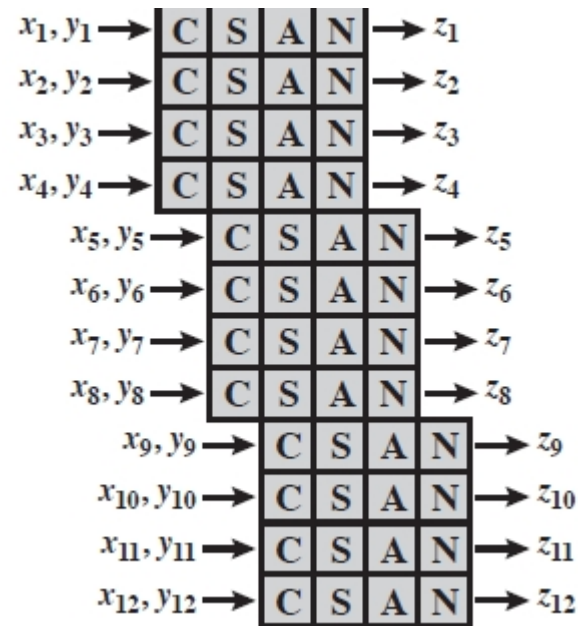 x1, y1 C S A N z1
x2, y2 C S A N z2
x3, y3 C S A N z3
x4, y4 C S A N z4
x5, y5 C S A N z5
x6, y6 C S A N z6
x7, y7 C S A N z7
x8, y8 C S A N z8
x9, y9 C S A N z9
x10, y10 C S A N z10
x11, y11 C S A N z11
x12, y12 C S A N z12